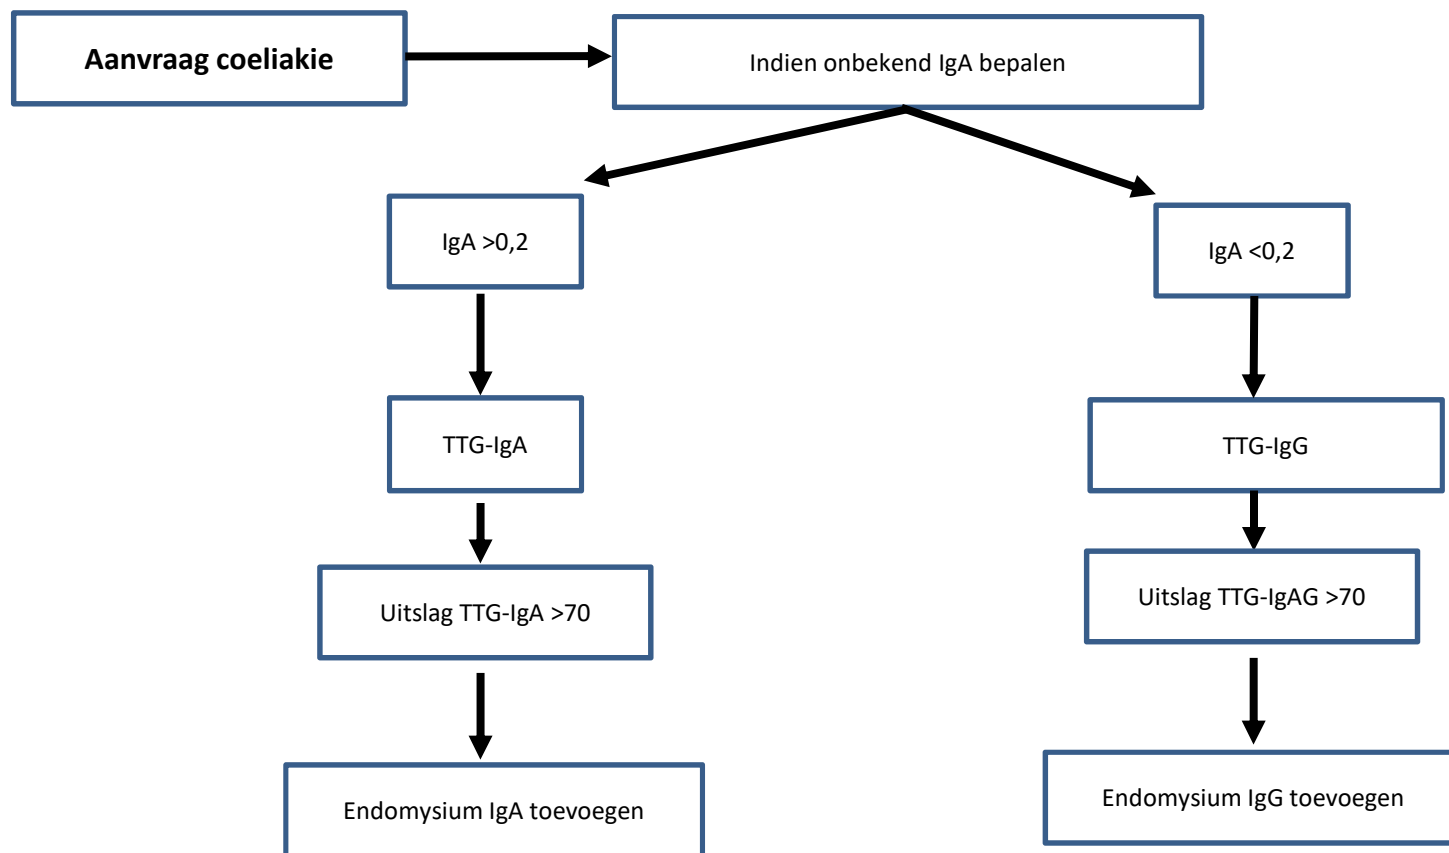 Aanvraag coeliakie
Indien onbekend IgA bepalen
IgA >0,2
IgA <0,2
TTG-IgA
TTG-IgG
Uitslag TTG-IgA >70
Uitslag TTG-IgAG >70
Endomysium IgA toevoegen
Endomysium IgG toevoegen